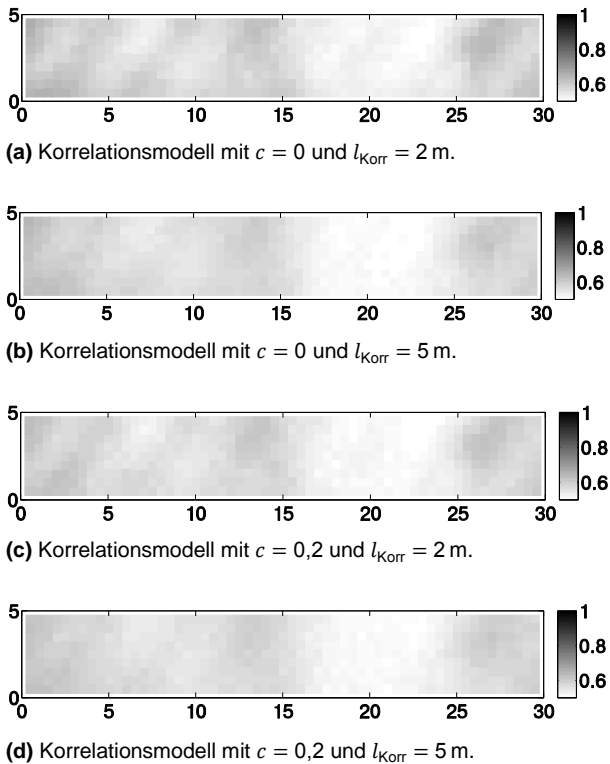 5
0
0 5 10 15 20 25 30
1
0.8
0.6
(a) Korrelationsmodell mit c = 0 und l_Korr = 2 m.
5
0
0 5 10 15 20 25 30
1
0.8
0.6
(b) Korrelationsmodell mit c = 0 und l_Korr = 5 m.
5
0
0 5 10 15 20 25 30
1
0.8
0.6
(c) Korrelationsmodell mit c = 0,2 und l_Korr = 2 m.
5
0
0 5 10 15 20 25 30
1
0.8
0.6
(d) Korrelationsmodell mit c = 0,2 und l_Korr = 5 m.